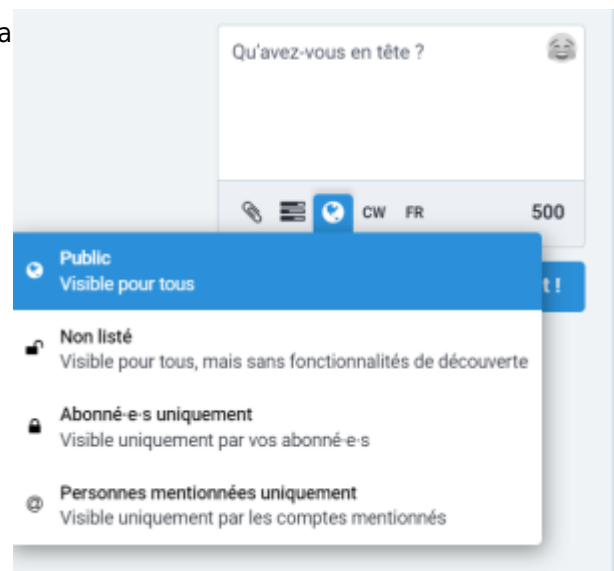 a
Qu'avez-vous en tête ?
CW FR 500
Public
Visible pour tous
t !
Non listé
Visible pour tous, mais sans fonctionnalités de découverte
Abonné·e·s uniquement
Visible uniquement par vos abonné·e·s
Personnes mentionnées uniquement
Visible uniquement par les comptes mentionnés